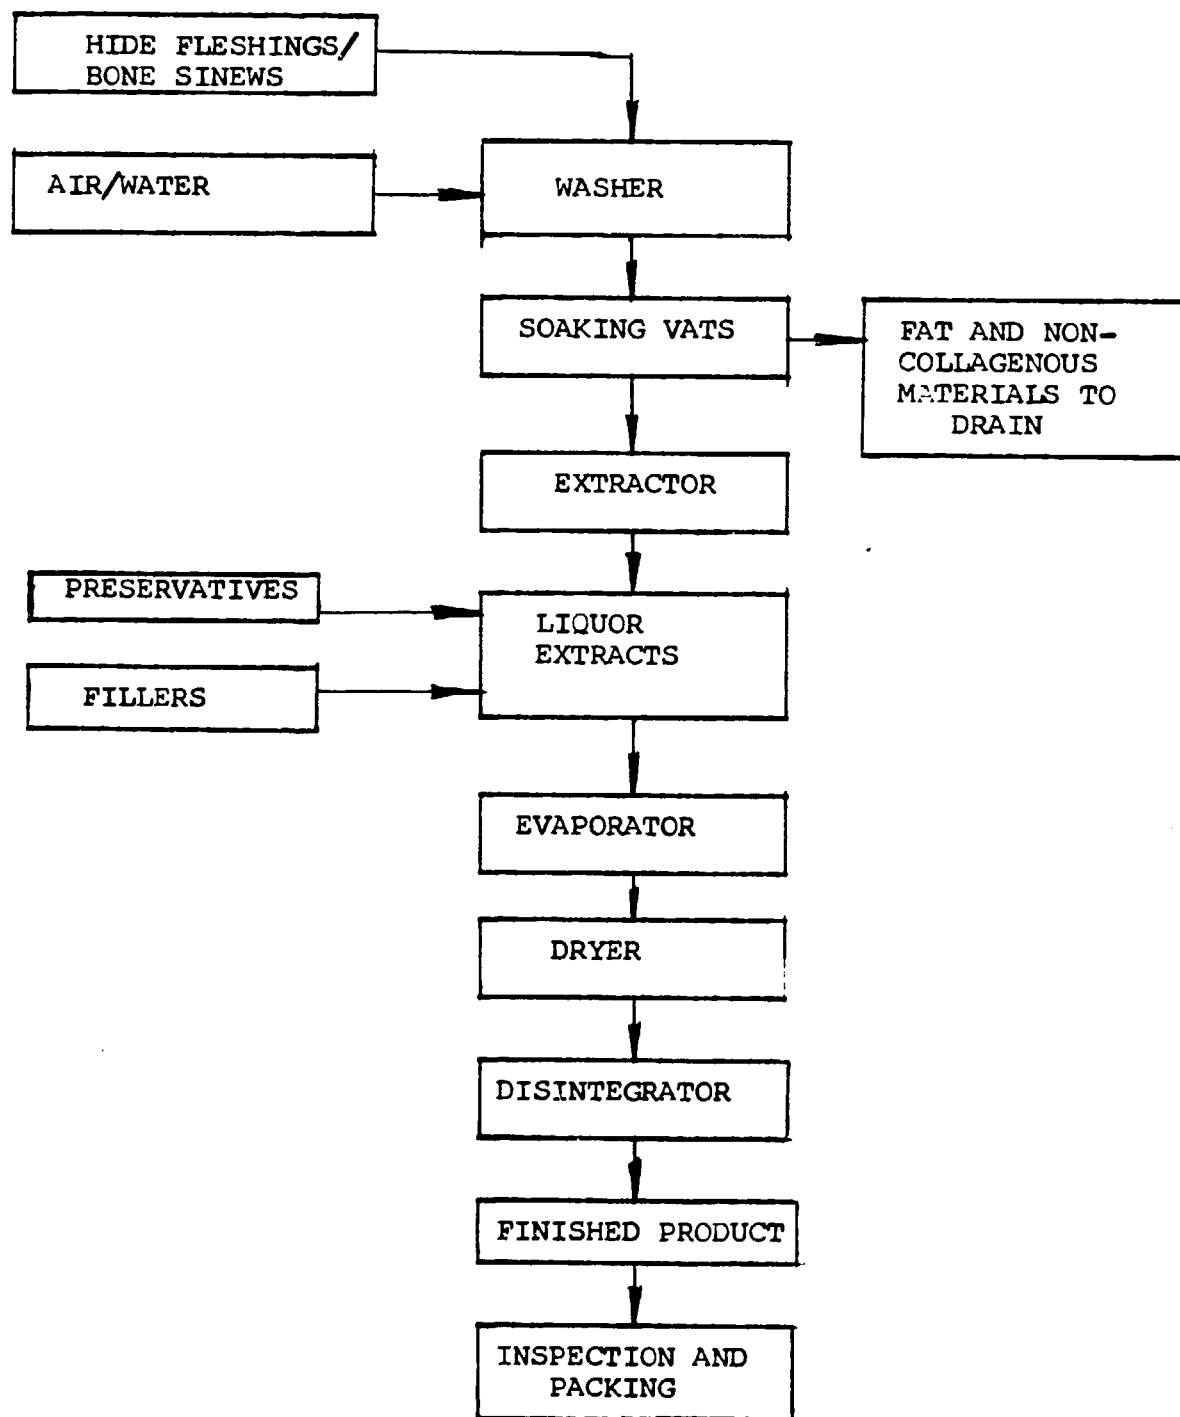 HIDE FLESHINGS/
BONE SINEWS
AIR/WATER
WASHER
SOAKING VATS
FAT AND NON-
COLLAGENOUS
MATERIALS TO
DRAIN
EXTRACTOR
PRESERVATIVES
LIQUOR
EXTRACTS
FILLERS
EVAPORATOR
DRYER
DISINTEGRATOR
FINISHED PRODUCT
INSPECTION AND
PACKING